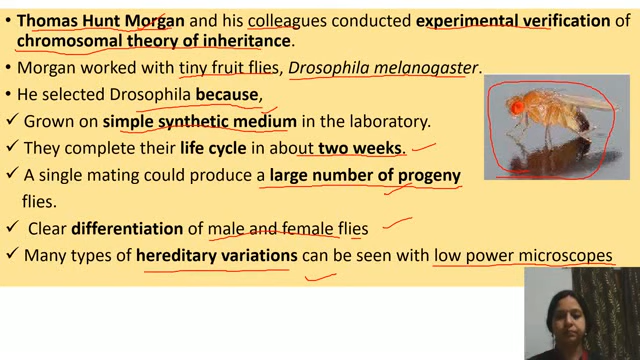 • Thomas Hunt Morgan and his colleagues conducted experimental verification of
chromosomal theory of inheritance.
• Morgan worked with tiny fruit flies, Drosophila melanogaster.
• He selected Drosophila because,
✓ Grown on simple synthetic medium in the laboratory.
✓ They complete their life cycle in about two weeks.
✓ A single mating could produce a large number of progeny
flies.
✓ Clear differentiation of male and female flies
✓ Many types of hereditary variations can be seen with low power microscopes